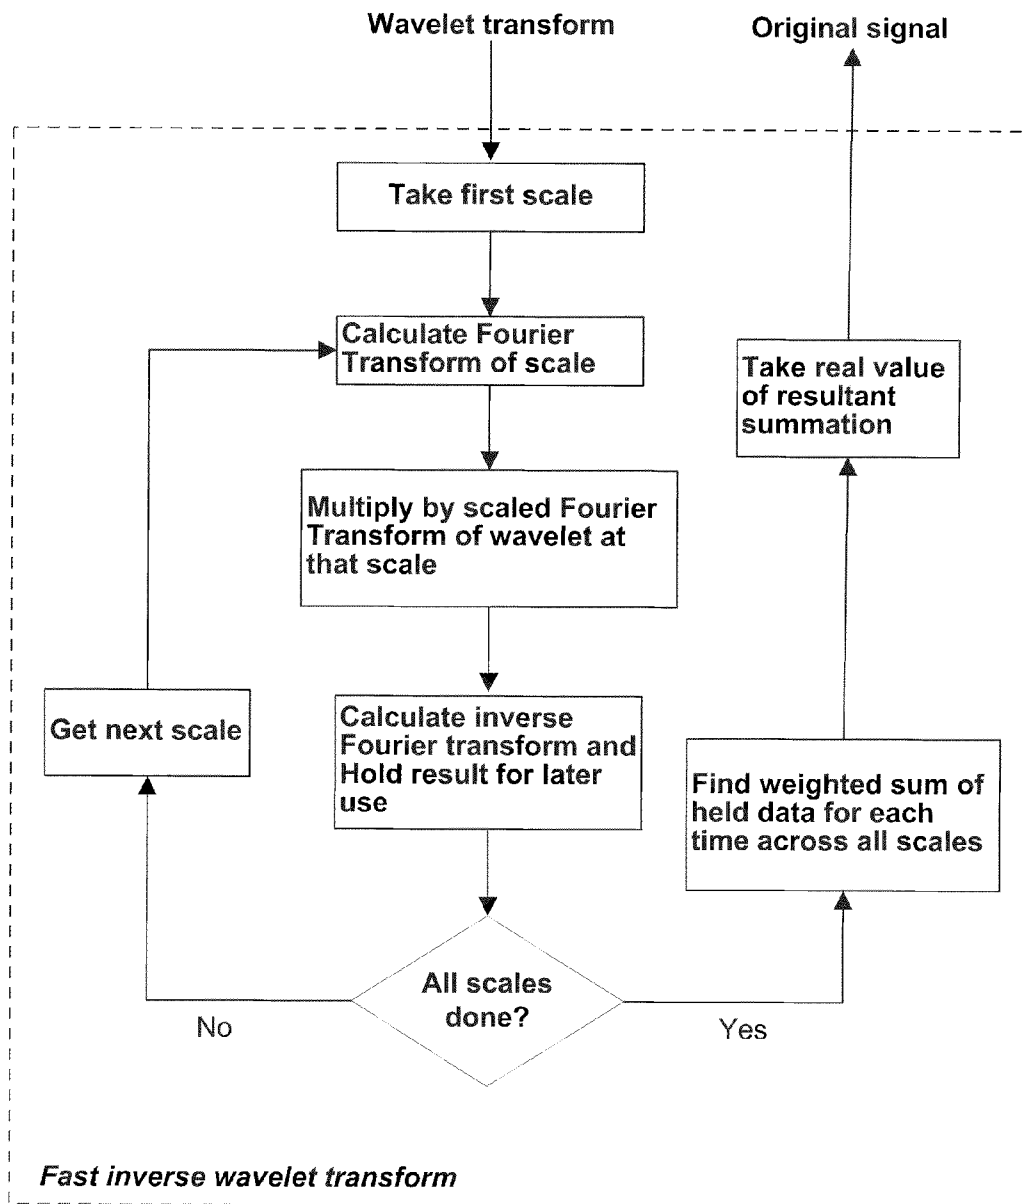 Wavelet transform
Original signal
Take first scale
Calculate Fourier
Transform of scale
Take real value
of resultant
summation
Multiply by scaled Fourier
Transform of wavelet at
that scale
Get next scale
Calculate inverse
Fourier transform and
Hold result for later
use
Find weighted sum of
held data for each
time across all scales
All scales
done?
No
Yes
Fast inverse wavelet transform